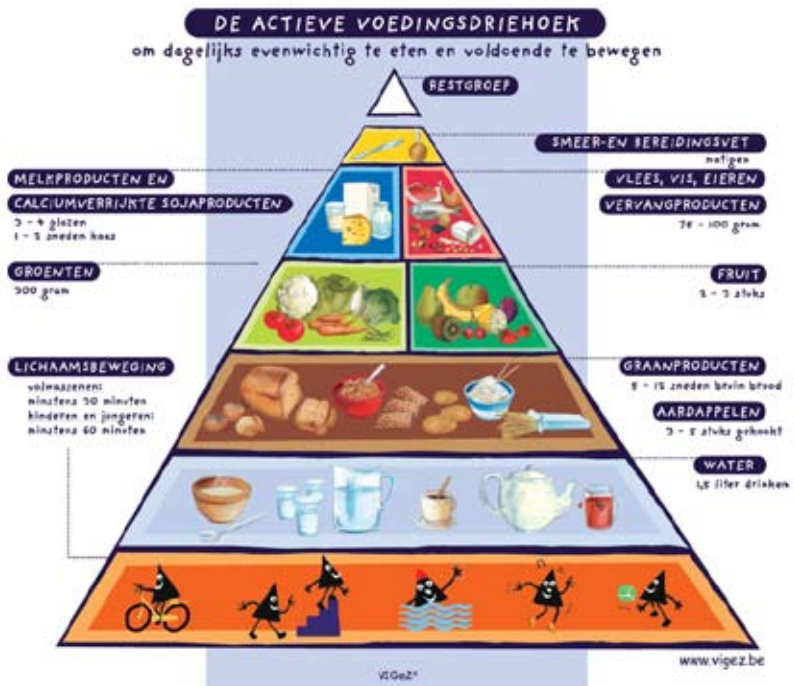 DE ACTIEVE VOEDINGSDRIEHOEK
om dagelijks evenwichtig te eten en voldoende te bewegen
RESTGROEP
SMEER-EN BEREIDINGSVET
matigen
MELKPRODUCTEN EN
CALCIUMVERRIJKTE SOJAPRODUCTEN
3 - 4 glazen
sneden kaas
VLEES, VIS, EIEREN
VERVANGPRODUCTEN
75 - 100 gram
GROENTEN
300 gram
FRUIT
2 - 3 stuks
LICHAAMSBEWEGING
volwassenen:
minstens 30 minuten
kinderen en jongeren:
minstens 60 minuten
GRAANPRODUCTEN
5 - 12 sneden bruin brood
AARDAPPELEN
3 - 5 stuks gekookt
WATER
1,5 liter drinken
www.vigez.be
VIGeZ